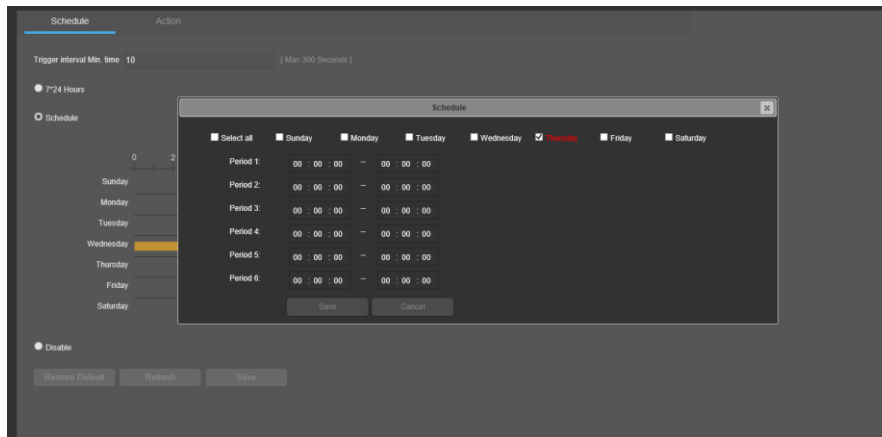 Schedule Action
Trigger interval Min. time 10 [ Max 300 Seconds ]
7*24 Hours
Schedule
Schedule
Select all Sunday Monday Tuesday Wednesday Thursday Friday Saturday
0 2
Period 1: 00 : 00 : 00 -- 00 : 00 : 00
Period 2: 00 : 00 : 00 -- 00 : 00 : 00
Period 3: 00 : 00 : 00 -- 00 : 00 : 00
Period 4: 00 : 00 : 00 -- 00 : 00 : 00
Period 5: 00 : 00 : 00 -- 00 : 00 : 00
Period 6: 00 : 00 : 00 -- 00 : 00 : 00
Save Cancel
Sunday
Monday
Tuesday
Wednesday
Thursday
Friday
Saturday
Disable
Restore Default Refresh Save